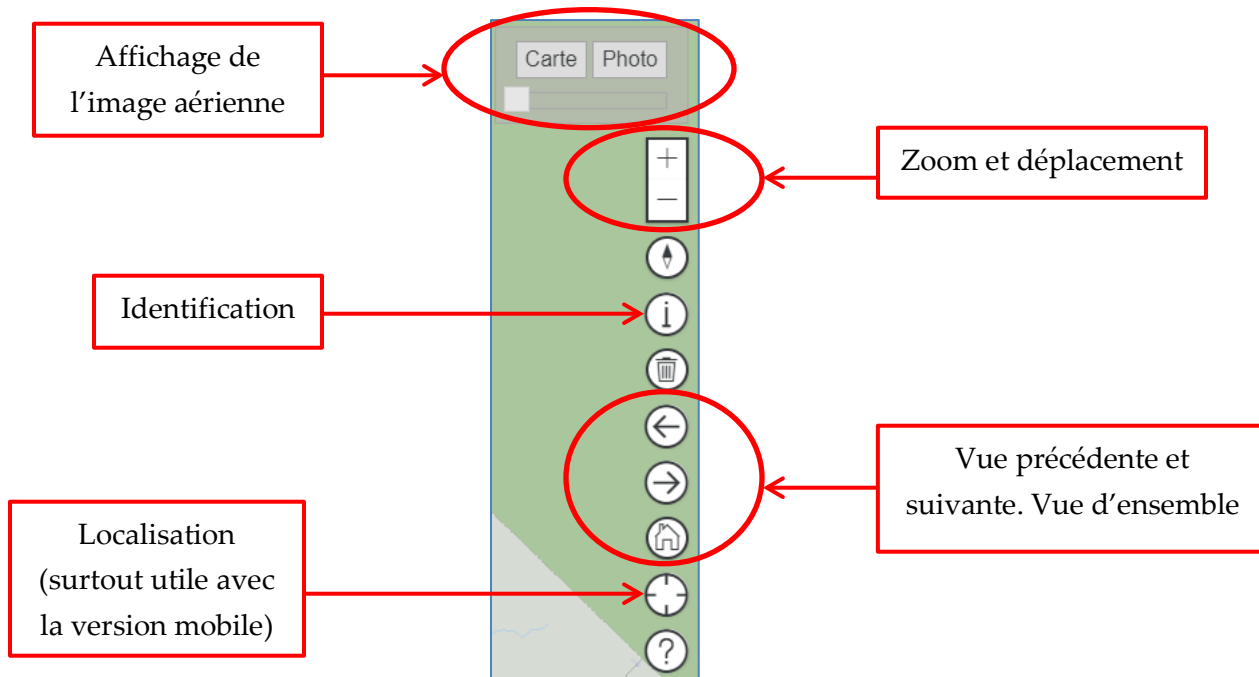 Affichage de
l’image aérienne
Carte Photo
+
−
Zoom et déplacement
Identification
i
Vue précédente et
suivante. Vue d’ensemble
Localisation
(surtout utile avec
la version mobile)
?